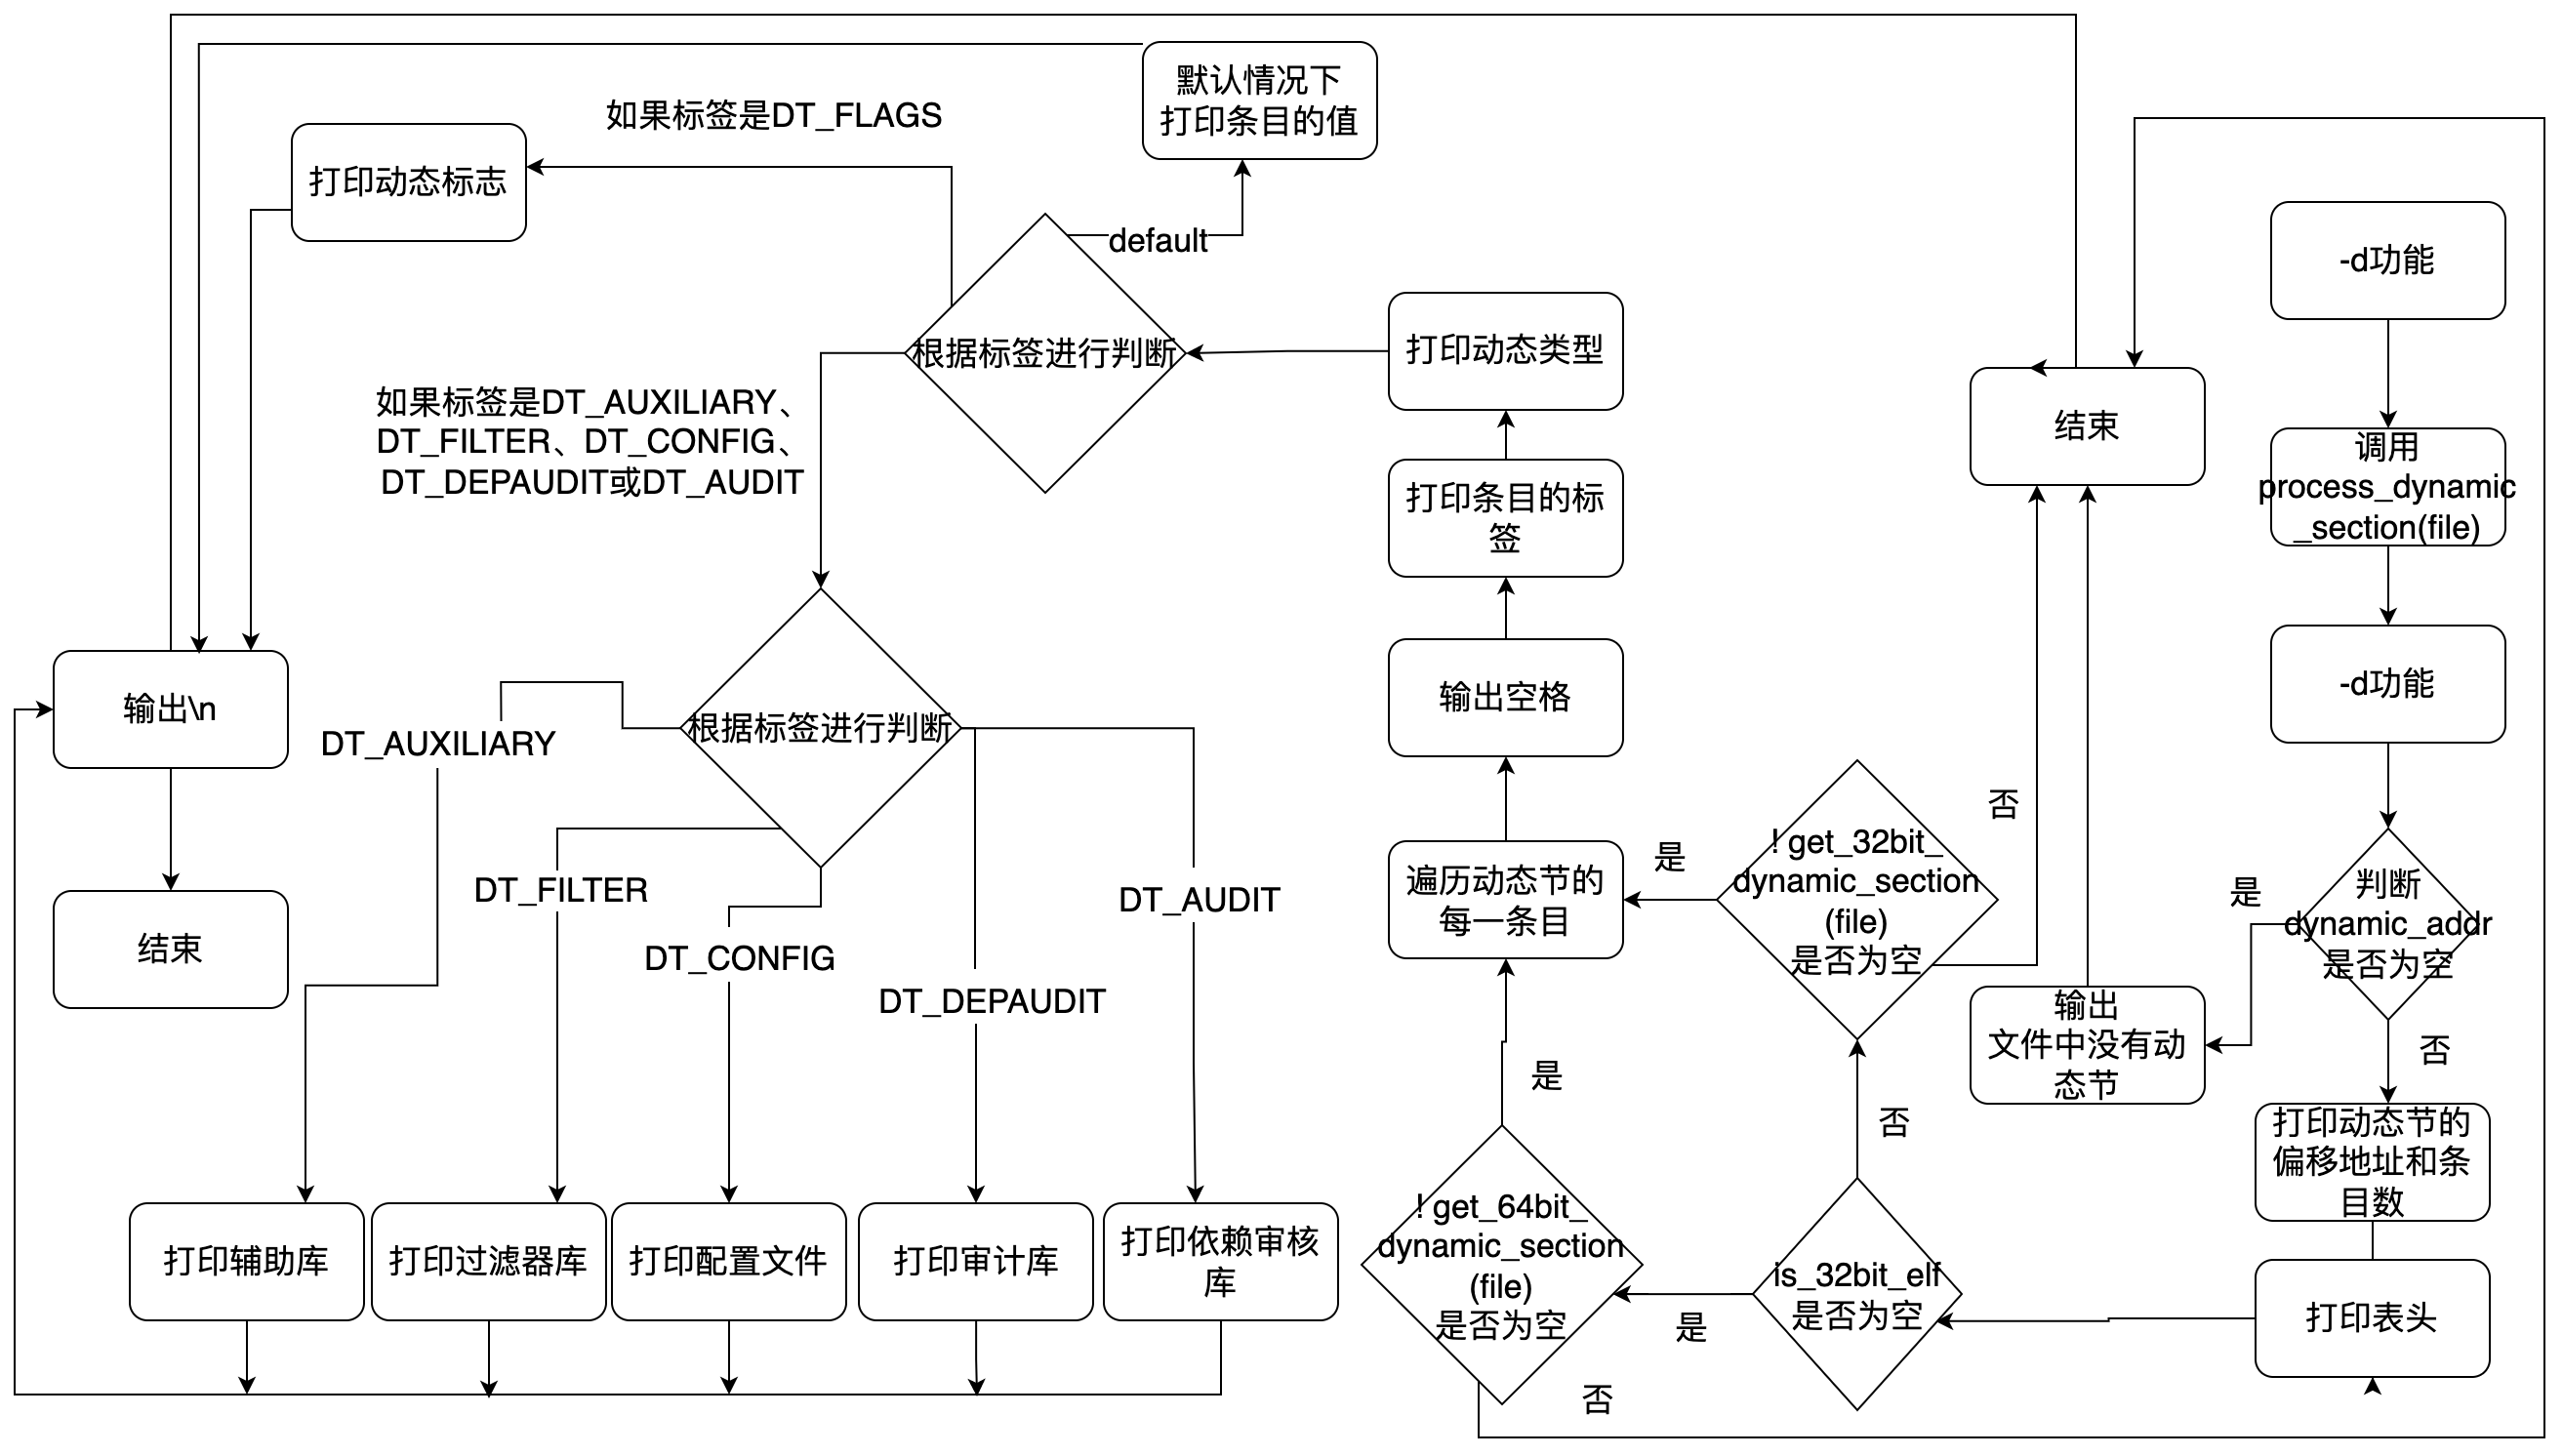 默认情况下
打印条目的值
如果标签是DT_FLAGS
打印动态标志
default
-d功能
根据标签进行判断
打印动态类型
如果标签是DT_AUXILIARY、
DT_FILTER、DT_CONFIG、
DT_DEPAUDIT或DT_AUDIT
结束
调用
process_dynamic
_section(file)
打印条目的标
签
输出\n
DT_AUXILIARY
根据标签进行判断
输出空格
-d功能
DT_FILTER
DT_CONFIG
DT_DEPAUDIT
DT_AUDIT
结束
遍历动态节的
每一条目
是
! get_32bit_
dynamic_section
(file)
是否为空
否
是
判断
dynamic_addr
是否为空
输出
文件中没有动
态节
否
是
否
打印动态节的
偏移地址和条
目数
打印辅助库
打印过滤器库
打印配置文件
打印审计库
打印依赖审核
库
! get_64bit_
dynamic_section
(file)
是否为空
是
is_32bit_elf
是否为空
打印表头
否